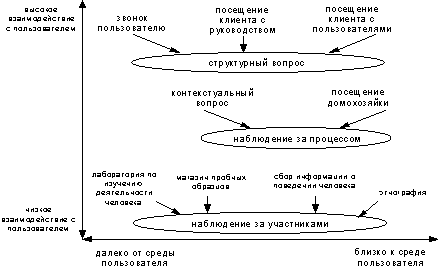 высокое
взаимодействие
с пользователем
звонок
пользователю
посещение
клиента с
руководством
посещение
клиента с
пользователями
структурный вопрос
контекстуальный
вопрос
посещение
домохозяйки
наблюдение за процессом
лаборатория по
изучению
деятельности
человека
магазин пробных
образцов
сбор информации о
поведении человека
этнография
наблюдение за участниками
низкое
взаимодействие с
пользователем
далеко от среды
пользователя
близко к среде
пользователя